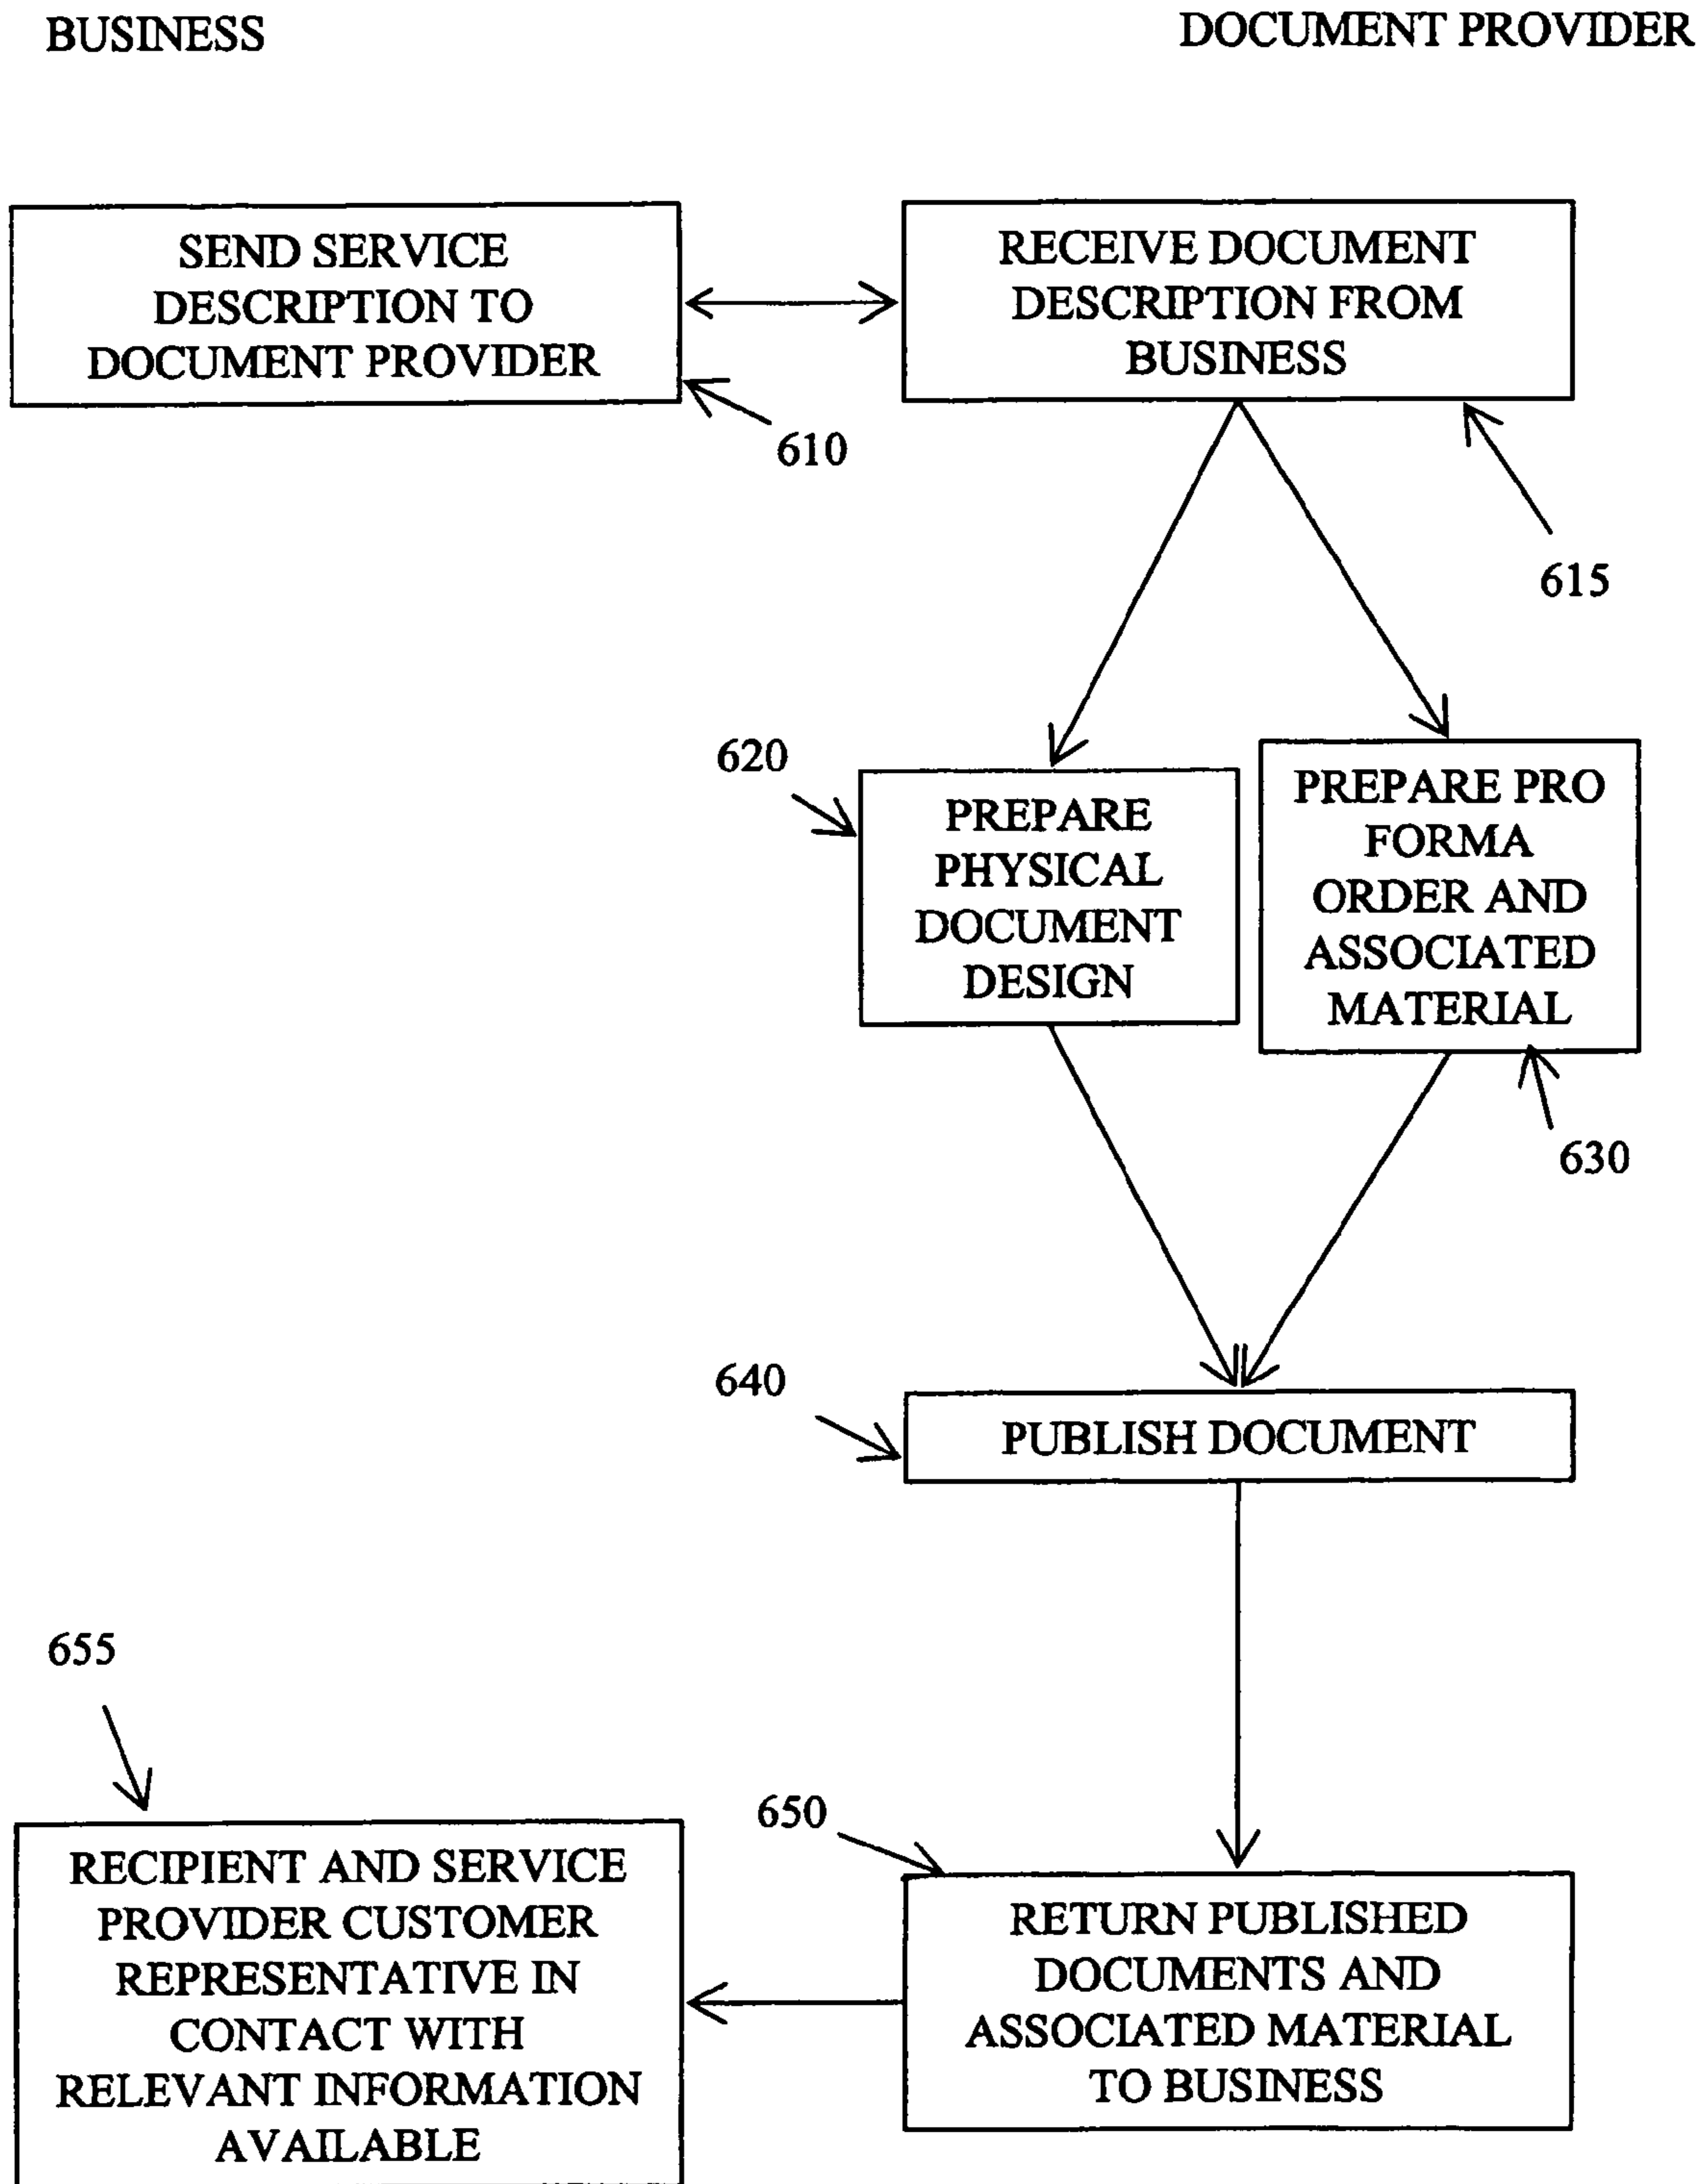 BUSINESS
DOCUMENT PROVIDER
SEND SERVICE
DESCRIPTION TO
DOCUMENT PROVIDER
610
RECEIVE DOCUMENT
DESCRIPTION FROM
BUSINESS
615
620
PREPARE
PHYSICAL
DOCUMENT
DESIGN
PREPARE PRO
FORMA
ORDER AND
ASSOCIATED
MATERIAL
630
640
PUBLISH DOCUMENT
655
RECIPIENT AND SERVICE
PROVIDER CUSTOMER
REPRESENTATIVE IN
CONTACT WITH
RELEVANT INFORMATION
AVAILABLE
650
RETURN PUBLISHED
DOCUMENTS AND
ASSOCIATED MATERIAL
TO BUSINESS